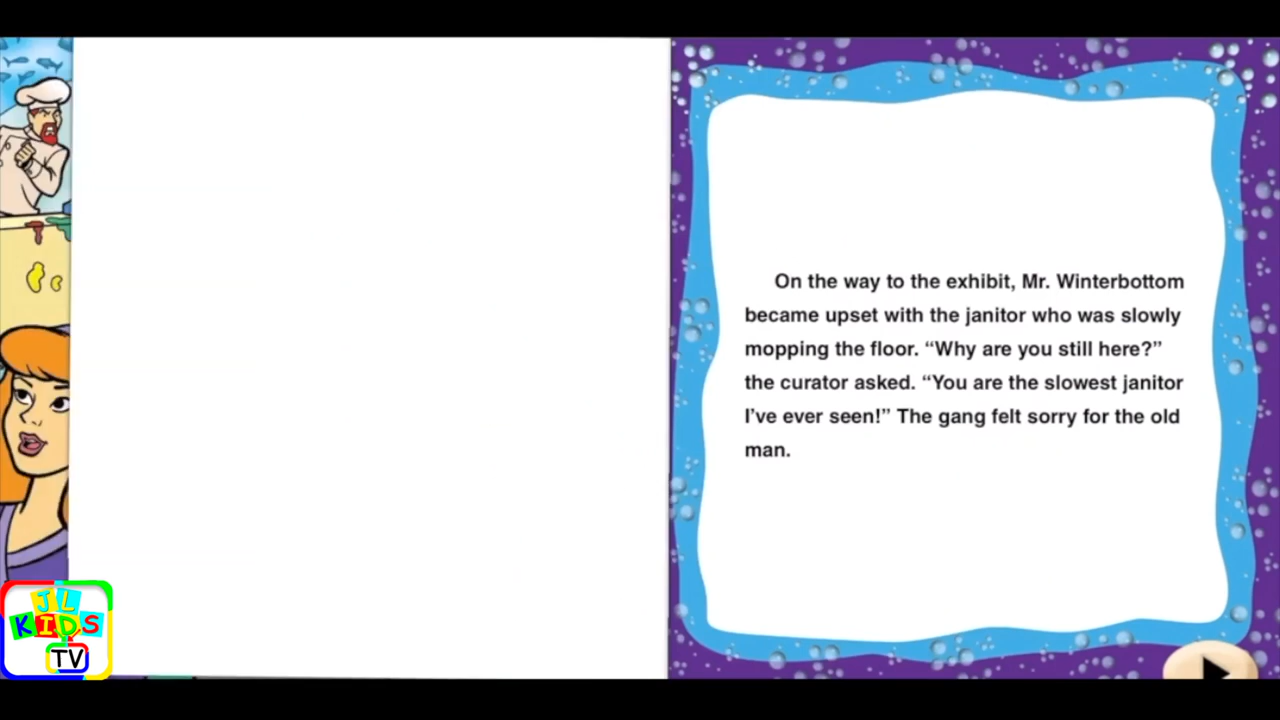 On the way to the exhibit, Mr. Winterbottom
became upset with the janitor who was slowly
mopping the floor. “Why are you still here?”
the curator asked. “You are the slowest janitor
I’ve ever seen!” The gang felt sorry for the old
man.
JL
KIDS
TV